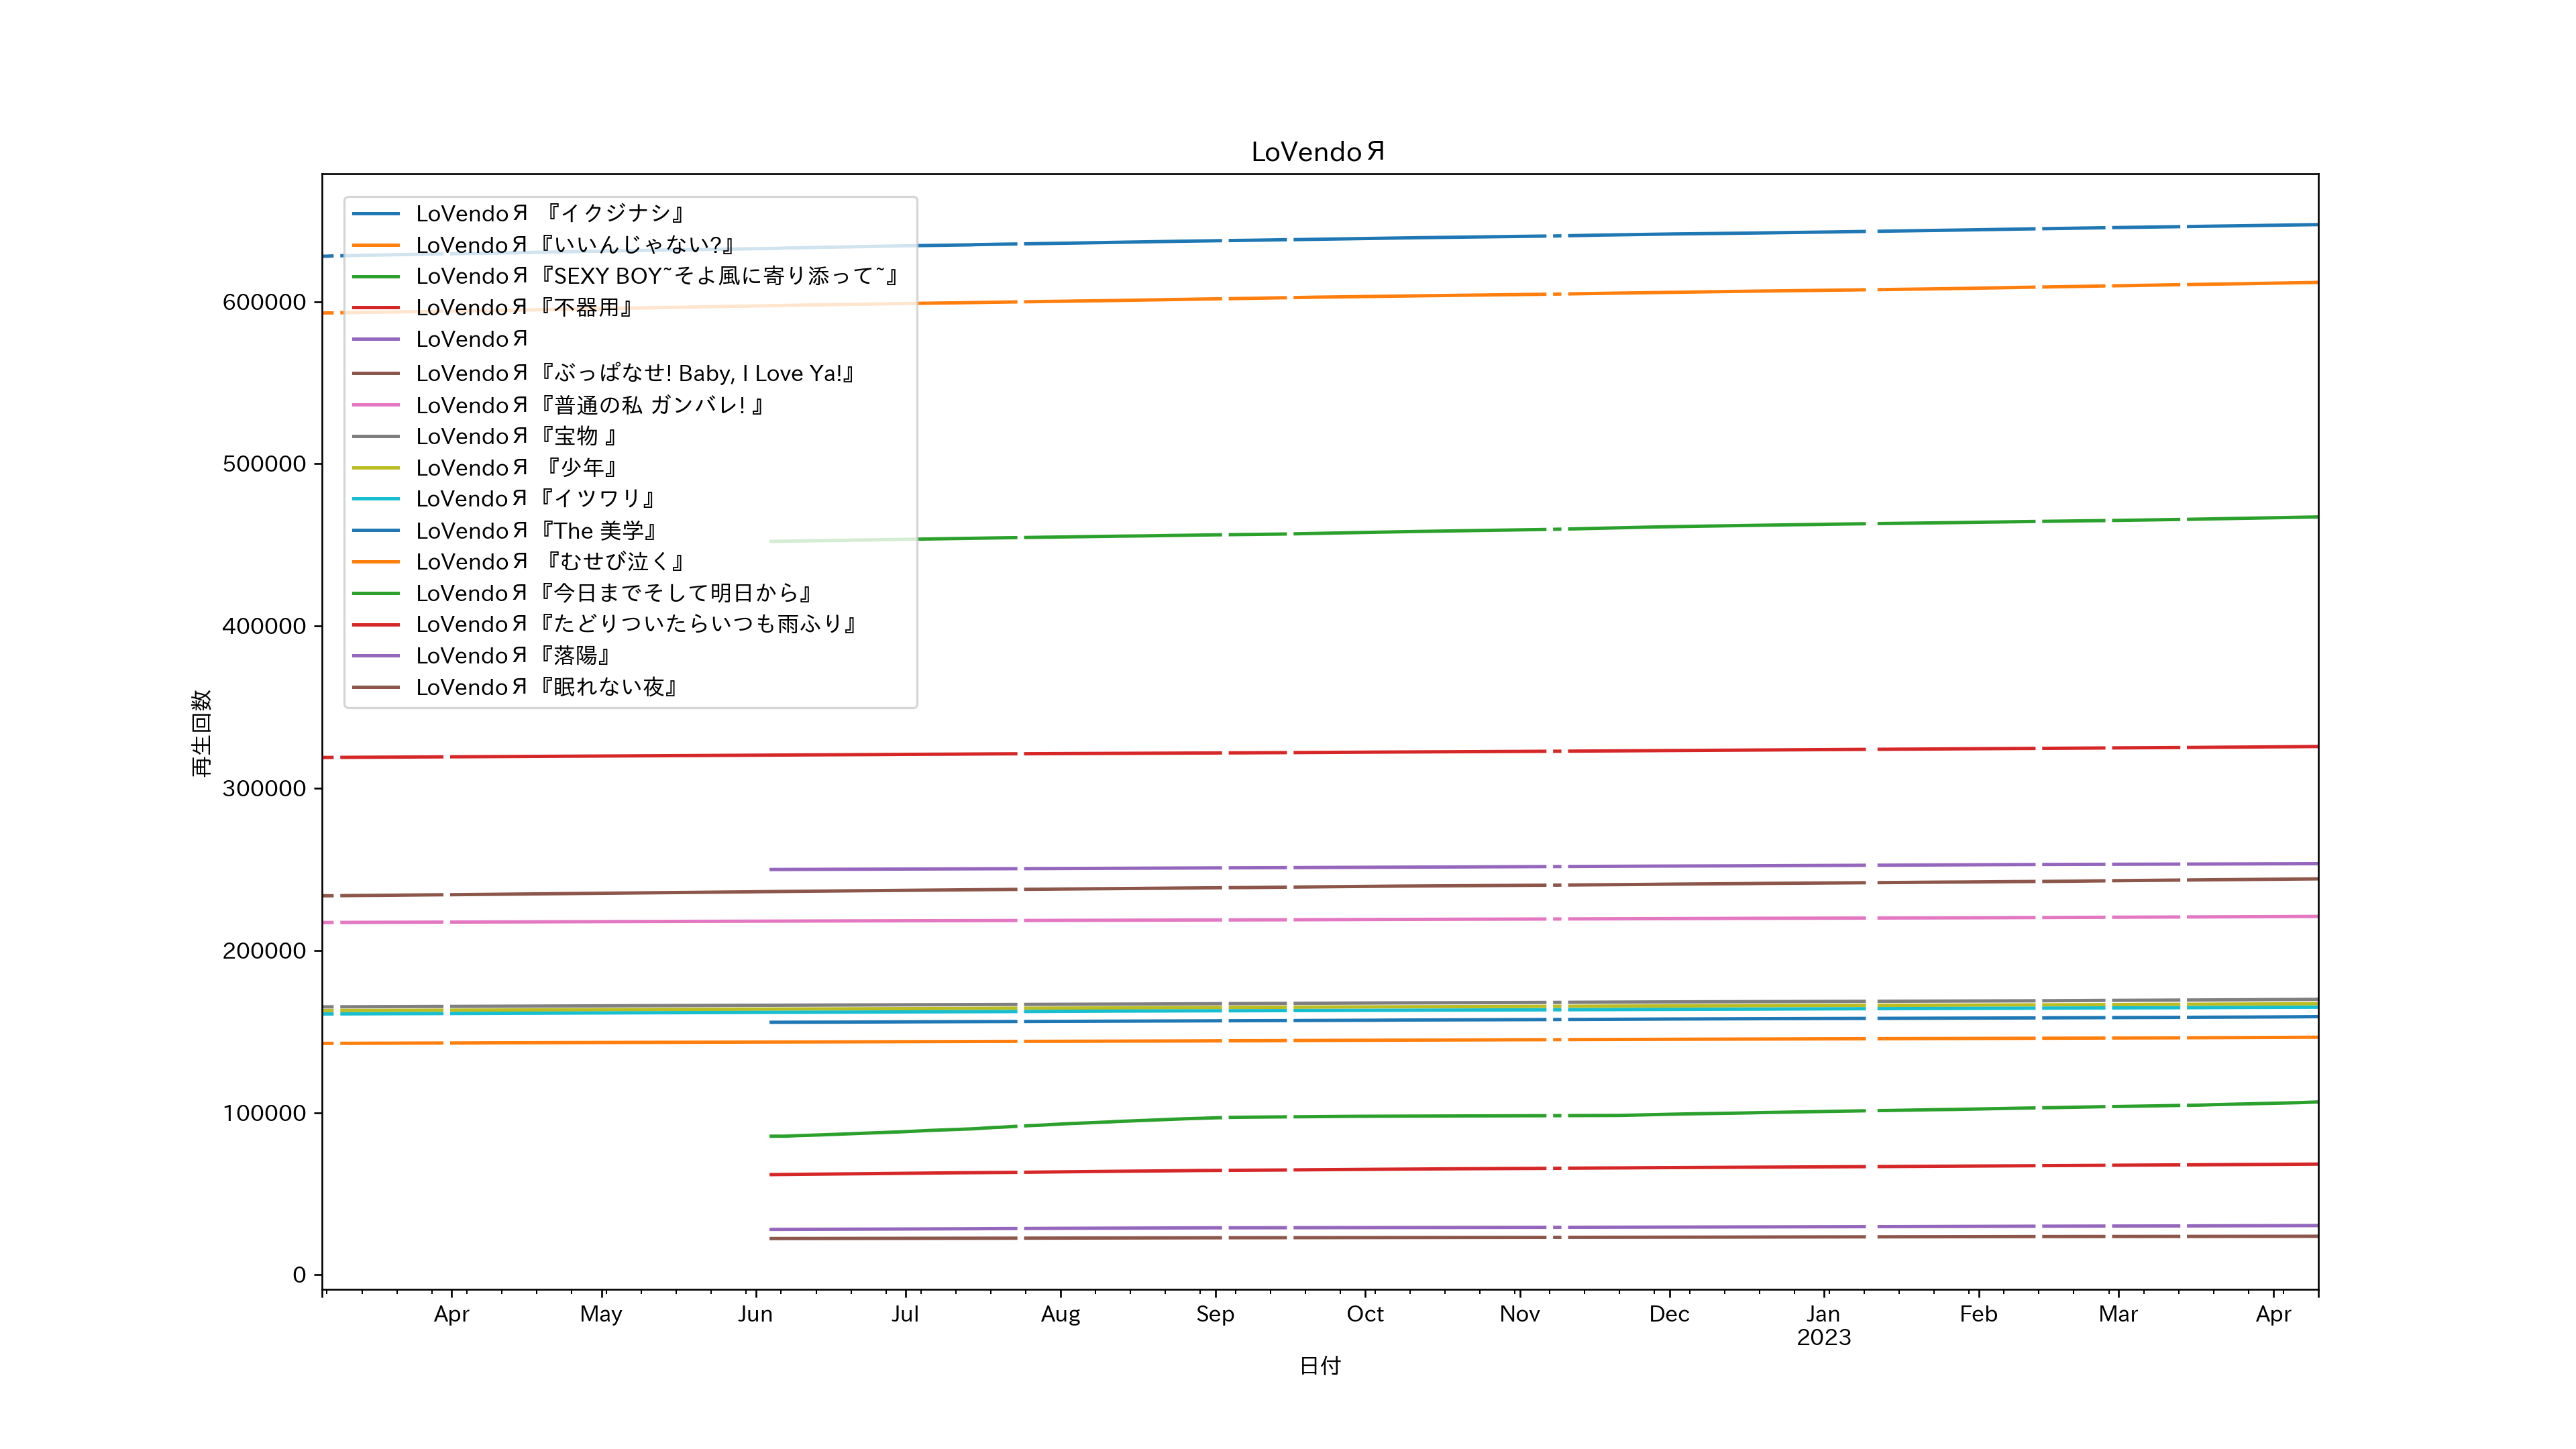 LoVendoЯ
LoVendoЯ 『イクジナシ』
LoVendoЯ『いいんじゃない?』
LoVendoЯ『SEXY BOY~そよ風に寄り添って~』
LoVendoЯ『不器用』
LoVendoЯ
LoVendoЯ『ぶっぱなせ! Baby, I Love Ya!』
LoVendoЯ『普通の私 ガンバレ! 』
LoVendoЯ『宝物 』
LoVendoЯ 『少年』
LoVendoЯ『イツワリ』
LoVendoЯ『The 美学』
LoVendoЯ 『むせび泣く』
LoVendoЯ『今日までそして明日から』
LoVendoЯ『たどりついたらいつも雨ふり』
LoVendoЯ『落陽』
LoVendoЯ『眠れない夜』
再生回数
600000
500000
400000
300000
200000
100000
0
Apr May Jun Jul Aug Sep Oct Nov Dec Jan Feb Mar Apr
2023
日付